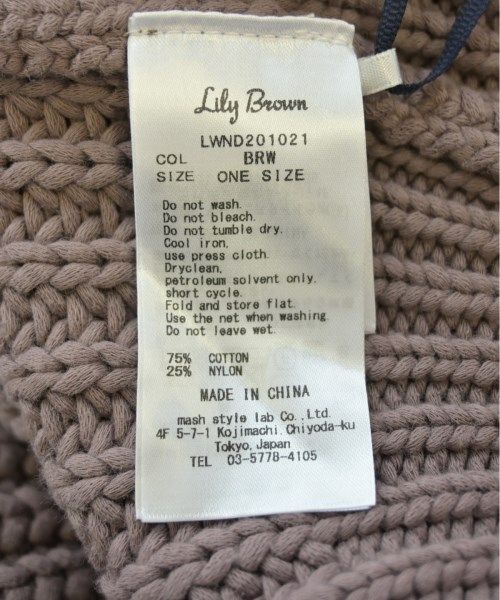 Lily Brown
LWND201021
COL BRW
SIZE ONE SIZE
Do not wash.
Do not bleach.
Do not tumble dry.
Cool iron,
use press cloth.
Dryclean,
petroleum solvent only.
short cycle.
Fold and store flat.
Use the net when washing.
Do not leave wet.
75% COTTON
25% NYLON
MADE IN CHINA
mash style lab Co.,Ltd.
4F 5-7-1 Kojimachi,Chiyoda-ku
Tokyo,Japan
TEL 03-5778-4105